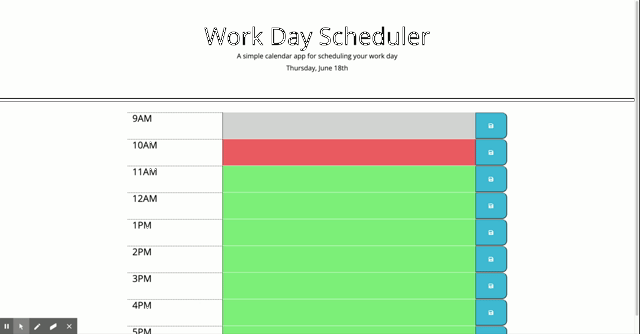 Work Day Scheduler
A simple calendar app for scheduling your work day
Thursday, June 18th
9AM
10AM
11AM
12AM
1PM
2PM
3PM
4PM
5PM